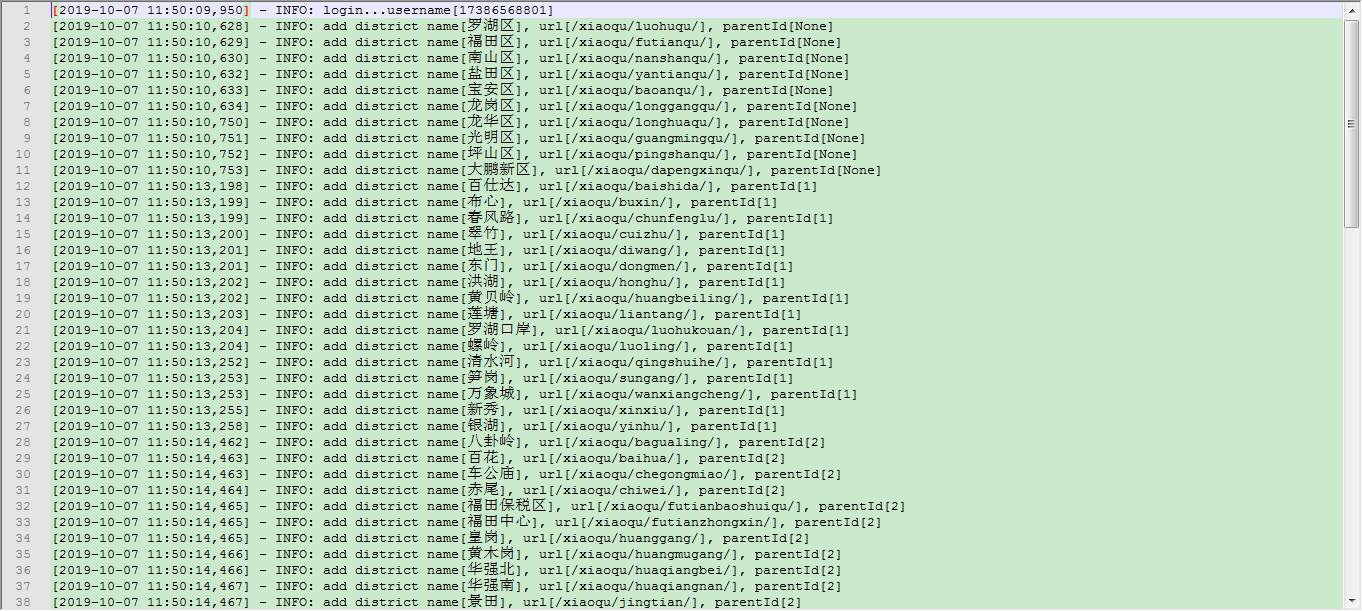 1 [2019-10-07 11:50:09,950] - INFO: login...username[17386568801]
2 [2019-10-07 11:50:10,628] - INFO: add district name[罗湖区], url[/xiaoqu/luohuqu/], parentId[None]
3 [2019-10-07 11:50:10,629] - INFO: add district name[福田区], url[/xiaoqu/futianqu/], parentId[None]
4 [2019-10-07 11:50:10,630] - INFO: add district name[南山区], url[/xiaoqu/nanshanqu/], parentId[None]
5 [2019-10-07 11:50:10,632] - INFO: add district name[盐田区], url[/xiaoqu/yantianqu/], parentId[None]
6 [2019-10-07 11:50:10,633] - INFO: add district name[宝安区], url[/xiaoqu/baoanqu/], parentId[None]
7 [2019-10-07 11:50:10,634] - INFO: add district name[龙岗区], url[/xiaoqu/longgangqu/], parentId[None]
8 [2019-10-07 11:50:10,750] - INFO: add district name[龙华区], url[/xiaoqu/longhuaqu/], parentId[None]
9 [2019-10-07 11:50:10,751] - INFO: add district name[光明区], url[/xiaoqu/guangmingqu/], parentId[None]
10 [2019-10-07 11:50:10,752] - INFO: add district name[坪山区], url[/xiaoqu/pingshanqu/], parentId[None]
11 [2019-10-07 11:50:10,753] - INFO: add district name[大鹏新区], url[/xiaoqu/dapengxinqu/], parentId[None]
12 [2019-10-07 11:50:13,198] - INFO: add district name[百仕达], url[/xiaoqu/baishida/], parentId[1]
13 [2019-10-07 11:50:13,199] - INFO: add district name[布心], url[/xiaoqu/buxin/], parentId[1]
14 [2019-10-07 11:50:13,199] - INFO: add district name[春风路], url[/xiaoqu/chunfenglu/], parentId[1]
15 [2019-10-07 11:50:13,200] - INFO: add district name[翠竹], url[/xiaoqu/cuizhu/], parentId[1]
16 [2019-10-07 11:50:13,201] - INFO: add district name[地王], url[/xiaoqu/diwang/], parentId[1]
17 [2019-10-07 11:50:13,201] - INFO: add district name[东门], url[/xiaoqu/dongmen/], parentId[1]
18 [2019-10-07 11:50:13,202] - INFO: add district name[洪湖], url[/xiaoqu/honghu/], parentId[1]
19 [2019-10-07 11:50:13,202] - INFO: add district name[黄贝岭], url[/xiaoqu/huangbeiling/], parentId[1]
20 [2019-10-07 11:50:13,203] - INFO: add district name[莲塘], url[/xiaoqu/liantang/], parentId[1]
21 [2019-10-07 11:50:13,204] - INFO: add district name[罗湖口岸], url[/xiaoqu/luohukouan/], parentId[1]
22 [2019-10-07 11:50:13,204] - INFO: add district name[螺岭], url[/xiaoqu/luoling/], parentId[1]
23 [2019-10-07 11:50:13,252] - INFO: add district name[清水河], url[/xiaoqu/qingshuihe/], parentId[1]
24 [2019-10-07 11:50:13,253] - INFO: add district name[笋岗], url[/xiaoqu/sungang/], parentId[1]
25 [2019-10-07 11:50:13,253] - INFO: add district name[万象城], url[/xiaoqu/wanxiangcheng/], parentId[1]
26 [2019-10-07 11:50:13,255] - INFO: add district name[新秀], url[/xiaoqu/xinxiu/], parentId[1]
27 [2019-10-07 11:50:13,258] - INFO: add district name[银湖], url[/xiaoqu/yinhu/], parentId[1]
28 [2019-10-07 11:50:14,462] - INFO: add district name[八卦岭], url[/xiaoqu/bagualing/], parentId[2]
29 [2019-10-07 11:50:14,463] - INFO: add district name[百花], url[/xiaoqu/baihua/], parentId[2]
30 [2019-10-07 11:50:14,463] - INFO: add district name[车公庙], url[/xiaoqu/chegongmiao/], parentId[2]
31 [2019-10-07 11:50:14,464] - INFO: add district name[赤尾], url[/xiaoqu/chiwei/], parentId[2]
32 [2019-10-07 11:50:14,465] - INFO: add district name[福田保税区], url[/xiaoqu/futianbaoshuiqu/], parentId[2]
33 [2019-10-07 11:50:14,465] - INFO: add district name[福田中心], url[/xiaoqu/futianzhongxin/], parentId[2]
34 [2019-10-07 11:50:14,465] - INFO: add district name[皇岗], url[/xiaoqu/huanggang/], parentId[2]
35 [2019-10-07 11:50:14,466] - INFO: add district name[黄木岗], url[/xiaoqu/huangmugang/], parentId[2]
36 [2019-10-07 11:50:14,466] - INFO: add district name[华强北], url[/xiaoqu/huaqiangbei/], parentId[2]
37 [2019-10-07 11:50:14,467] - INFO: add district name[华强南], url[/xiaoqu/huaqiangnan/], parentId[2]
38 [2019-10-07 11:50:14,467] - INFO: add district name[景田], url[/xiaoqu/jingtian/], parentId[2]